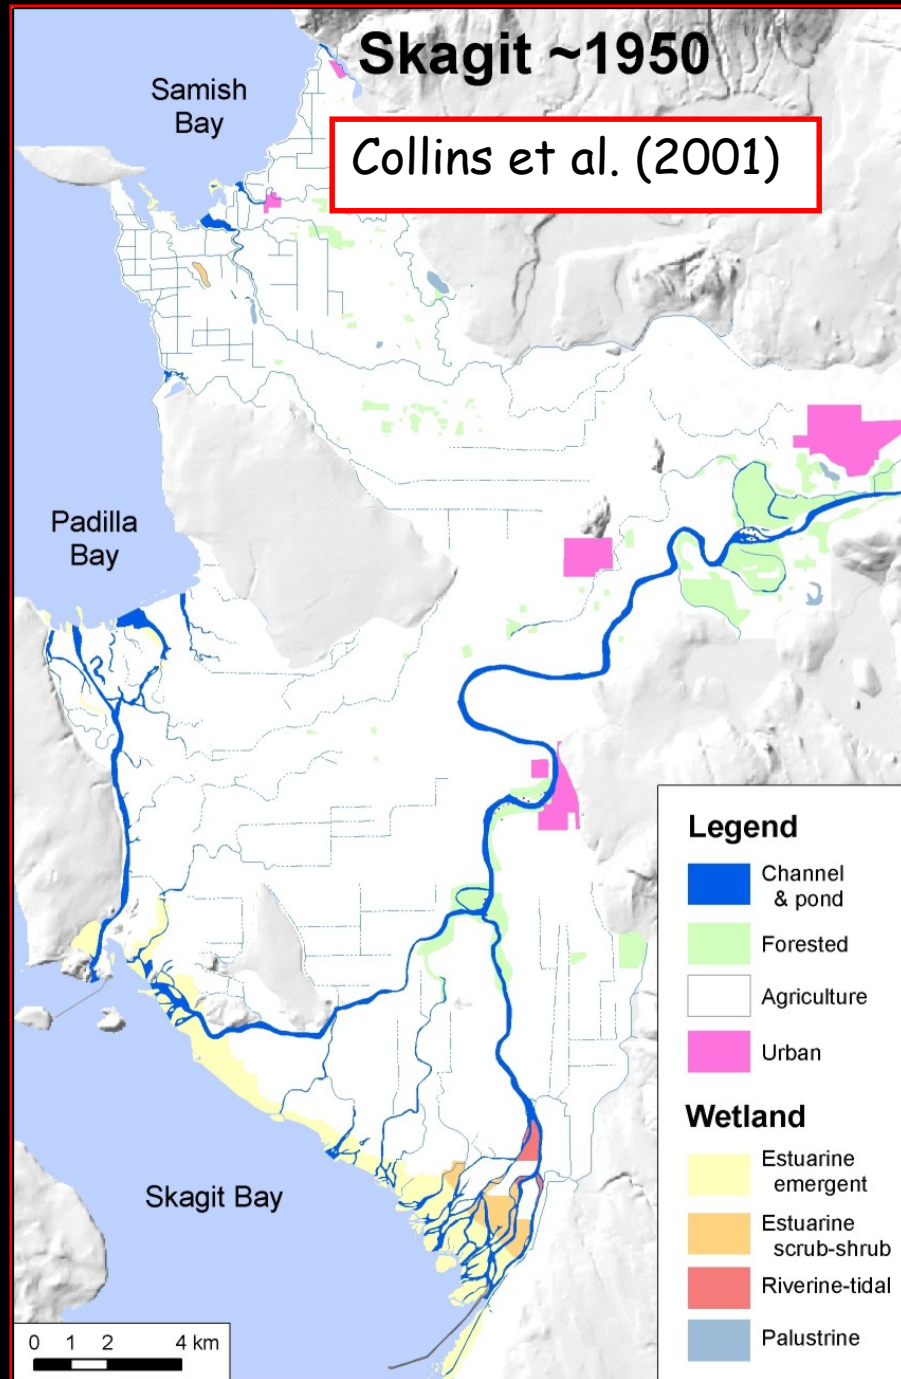 Skagit ~1950
Collins et al. (2001)
Samish
Bay
Padilla
Bay
Skagit Bay
Legend
Channel
& pond
Forested
Agriculture
Urban
Wetland
Estuarine
emergent
Estuarine
scrub-shrub
Riverine-tidal
Palustrine
0 1 2 4 km